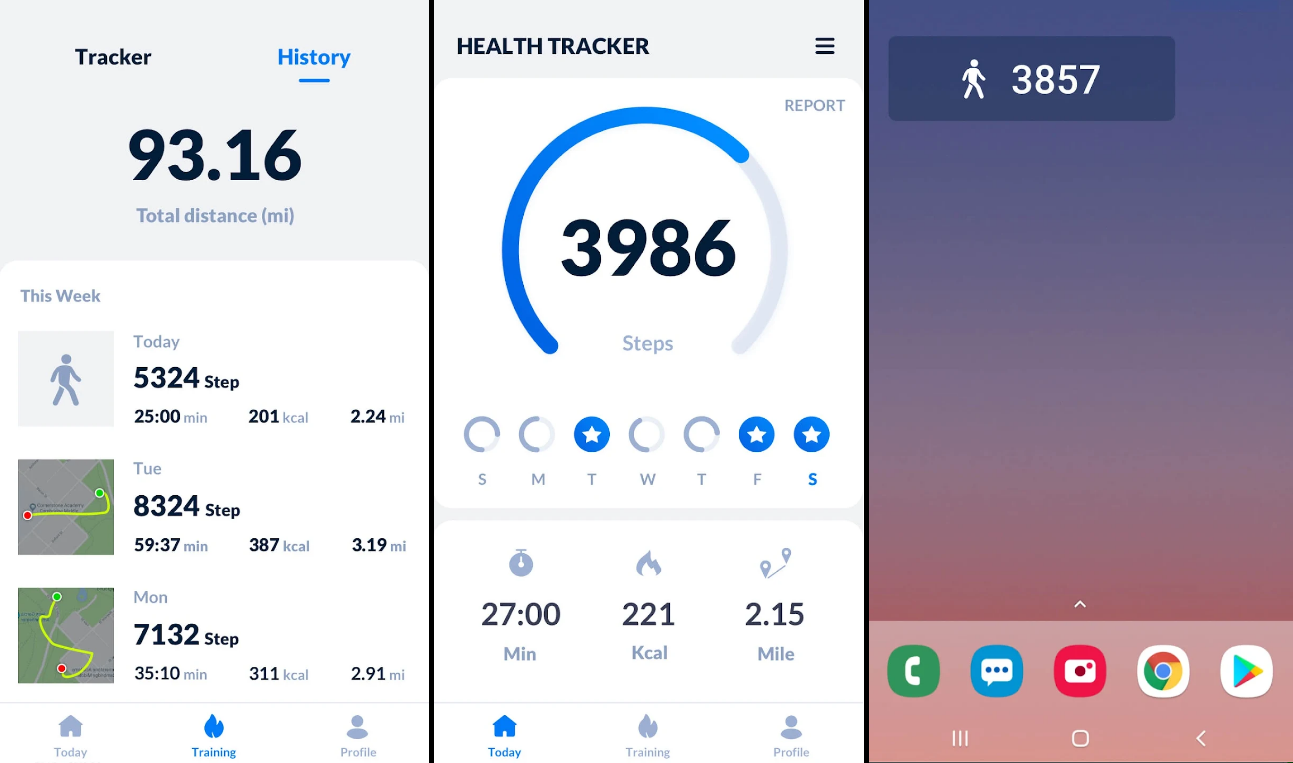 Tracker History
93.16
Total distance (mi)
This Week
Today
5324 Step
25:00 min 201 kcal 2.24 mi
Tue
8324 Step
59:37 min 387 kcal 3.19 mi
Mon
7132 Step
35:10 min 311 kcal 2.91 mi
Today Training Profile
HEALTH TRACKER
REPORT
3986
Steps
S M T W T F S
27:00 221 2.15
Min Kcal Mile
Today Training Profile
3857